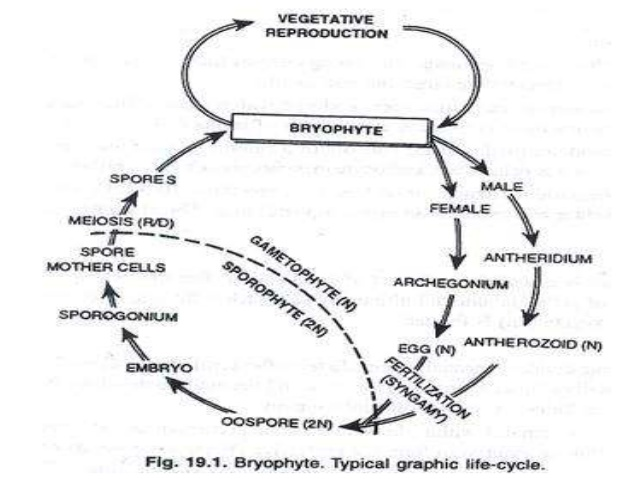 VEGETATIVE
REPRODUCTION
BRYOPHYTE
SPORES
MALE
FEMALE
MEIOSIS (R/D)
SPORE
MOTHER CELLS
GAMETOPHYTE(N)
SPOROPHYTE (2N)
ANTHERIDIUM
ARCHEGONIUM
SPOROGONIUM
EGG (N)
ANTHEROZOID (N)
FERTILIZATION
(SYNGAMY)
EMBRYO
OOSPORE (2N)
Fig. 19.1. Bryophyte. Typical graphic life-cycle.